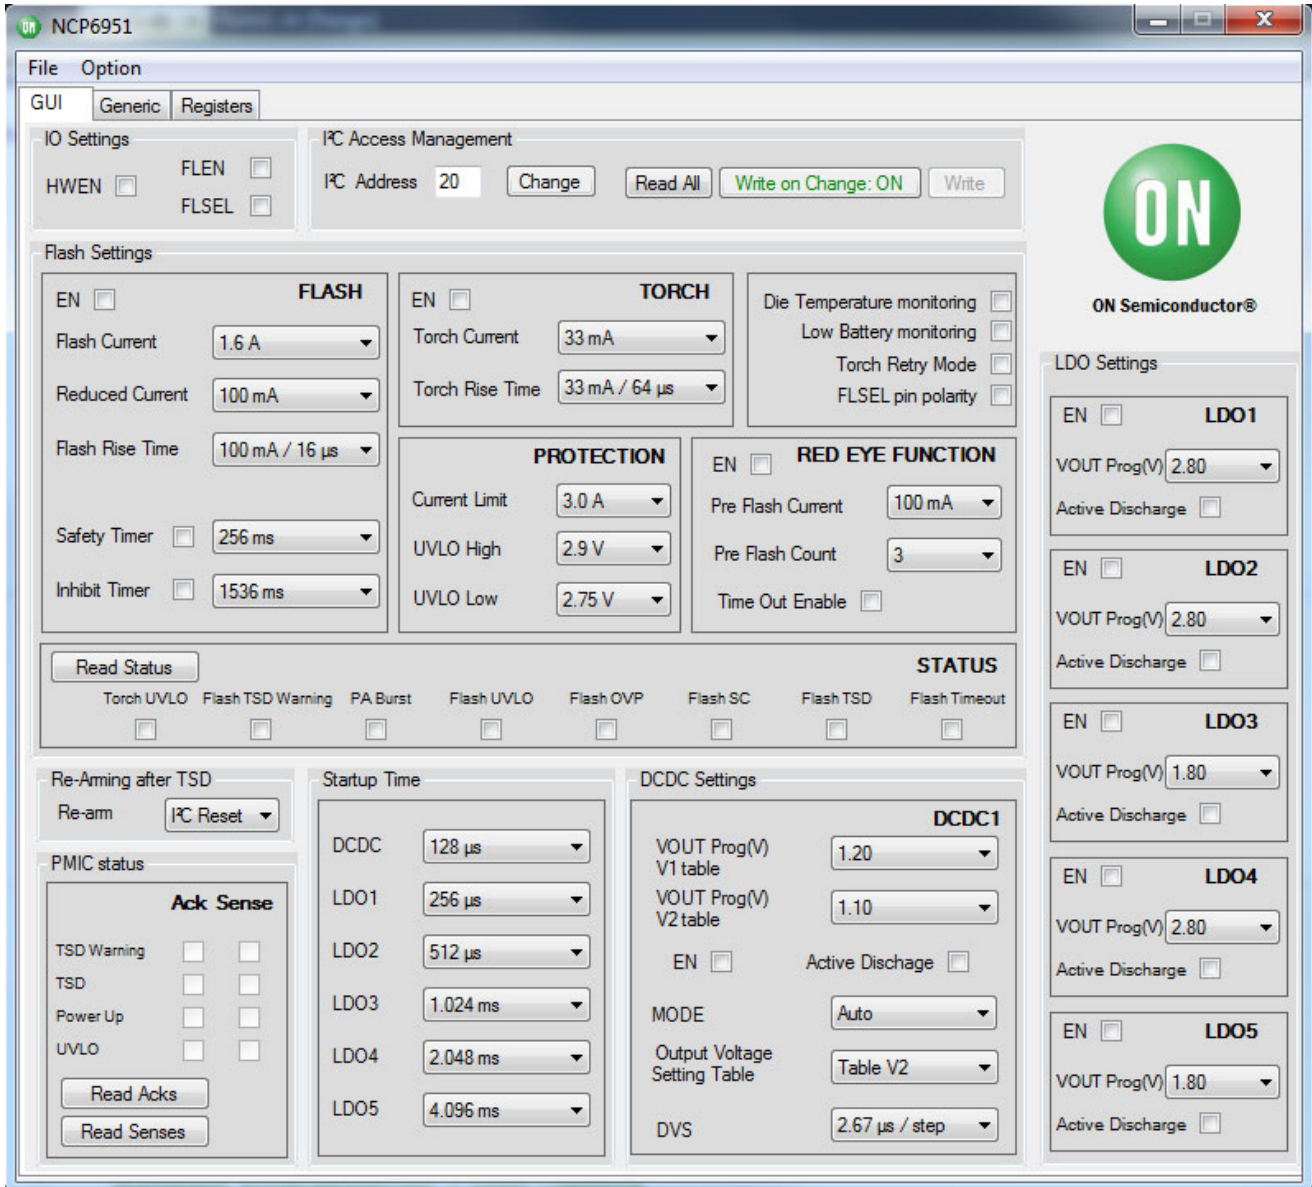 NCP6951
File Option
GUI Generic Registers
IO Settings
HWEN
FLEN
FLSEL
I²C Access Management
I²C Address 20 Change Read All Write on Change: ON Write
ON
ON Semiconductor®
Flash Settings
EN FLASH
Flash Current 1.6 A
Reduced Current 100 mA
Flash Rise Time 100 mA / 16 µs
Safety Timer 256 ms
Inhibit Timer 1536 ms
EN TORCH
Torch Current 33 mA
Torch Rise Time 33 mA / 64 µs
Die Temperature monitoring
Low Battery monitoring
Torch Retry Mode
FLSEL pin polarity
PROTECTION
Current Limit 3.0 A
UVLO High 2.9 V
UVLO Low 2.75 V
EN RED EYE FUNCTION
Pre Flash Current 100 mA
Pre Flash Count 3
Time Out Enable
Read Status STATUS
Torch UVLO Flash TSD Warning PA Burst Flash UVLO Flash OVP Flash SC Flash TSD Flash Timeout
Re-Arming after TSD
Re-arm I²C Reset
PMIC status
Ack Sense
TSD Warning
TSD
Power Up
UVLO
Read Acks
Read Senses
Startup Time
DCDC 128 µs
LDO1 256 µs
LDO2 512 µs
LDO3 1.024 ms
LDO4 2.048 ms
LDO5 4.096 ms
DCDC Settings
DCDC1
VOUT Prog(V)
V1 table
1.20
VOUT Prog(V)
V2 table
1.10
EN Active Dischage
MODE Auto
Output Voltage
Setting Table
Table V2
DVS 2.67 µs / step
LDO Settings
EN LDO1
VOUT Prog(V) 2.80
Active Discharge
EN LDO2
VOUT Prog(V) 2.80
Active Discharge
EN LDO3
VOUT Prog(V) 1.80
Active Discharge
EN LDO4
VOUT Prog(V) 2.80
Active Discharge
EN LDO5
VOUT Prog(V) 1.80
Active Discharge